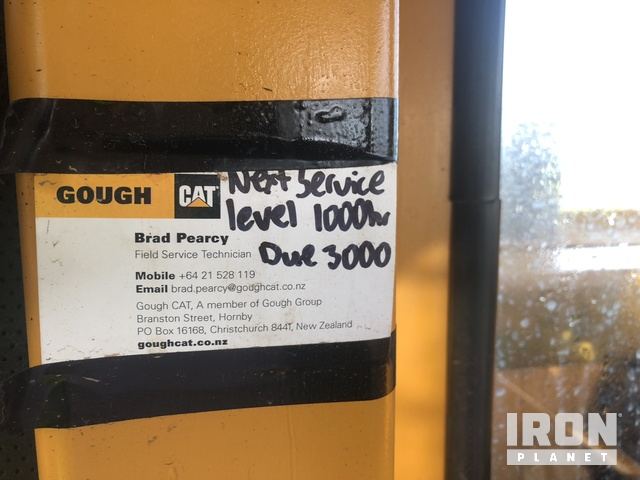 GOUGH CAT
Next Service
level 1000hr
Due 3000
Brad Pearcy
Field Service Technician
Mobile +64 21 528 119
Email brad.pearcy@goughcat.co.nz
Gough CAT, A member of Gough Group
Branston Street, Hornby
PO Box 16168, Christchurch 8441, New Zealand
goughcat.co.nz
IRON
PLANET